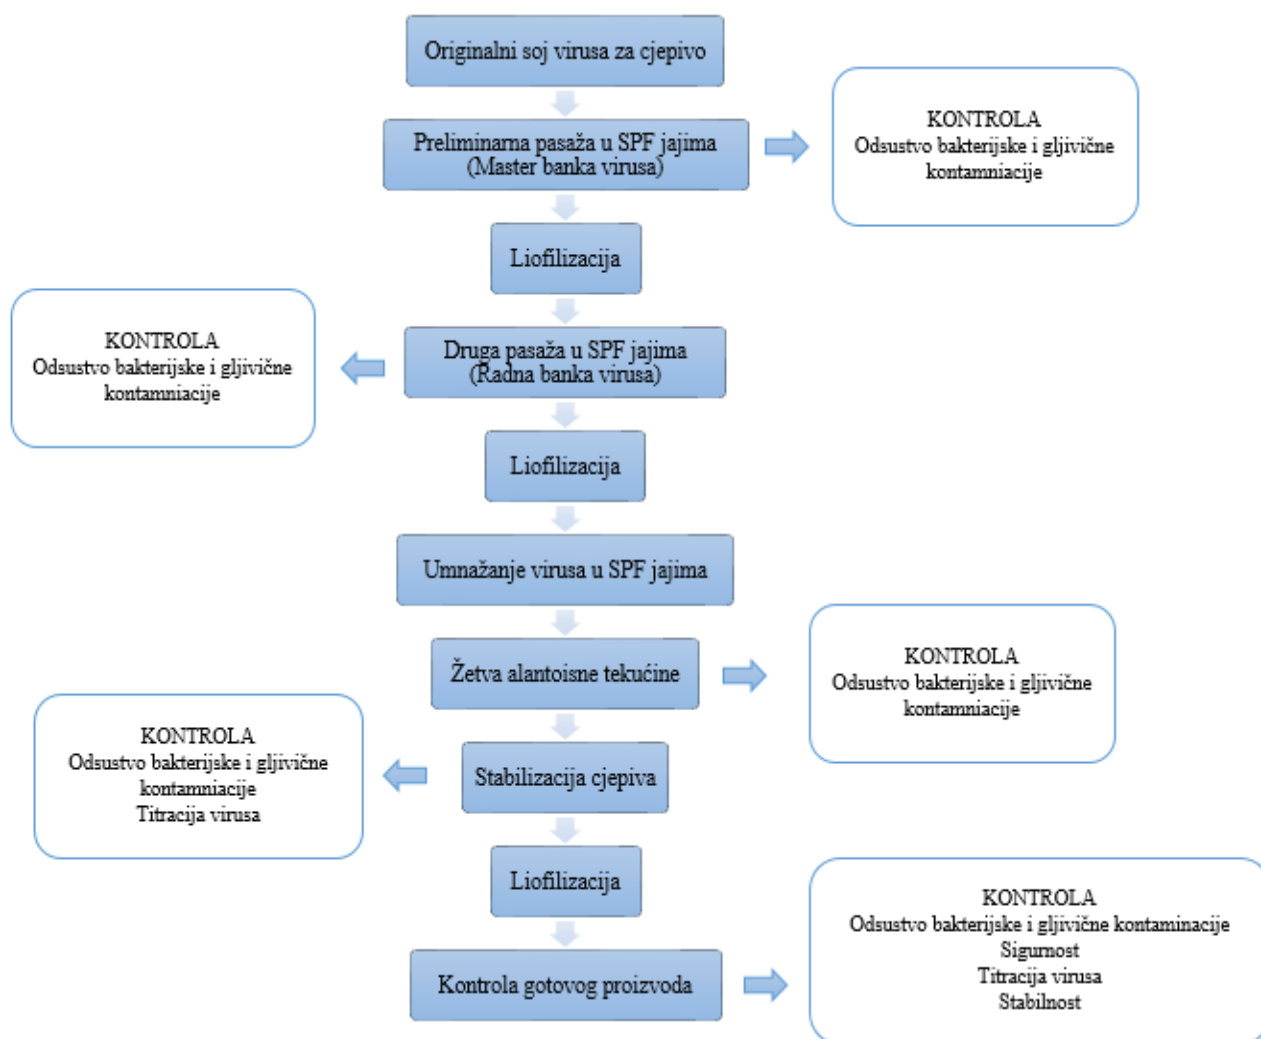 Originalni soj virusa za cjepivo
Preliminarna pasaža u SPF jajima
(Master banka virusa)
KONTROLA
Odsustvo bakterijske i gljivične
kontamniacije
Liofilizacija
Druga pasaža u SPF jajima
(Radna banka virusa)
KONTROLA
Odsustvo bakterijske i gljivične
kontamniacije
Liofilizacija
Umnažanje virusa u SPF jajima
Žetva alantoisne tekućine
KONTROLA
Odsustvo bakterijske i gljivične
kontamniacije
Stabilizacija cjepiva
KONTROLA
Odsustvo bakterijske i gljivične
kontamniacije
Titracija virusa
Liofilizacija
Kontrola gotovog proizvoda
KONTROLA
Odsustvo bakterijske i gljivične kontaminacije
Sigurnost
Titracija virusa
Stabilnost